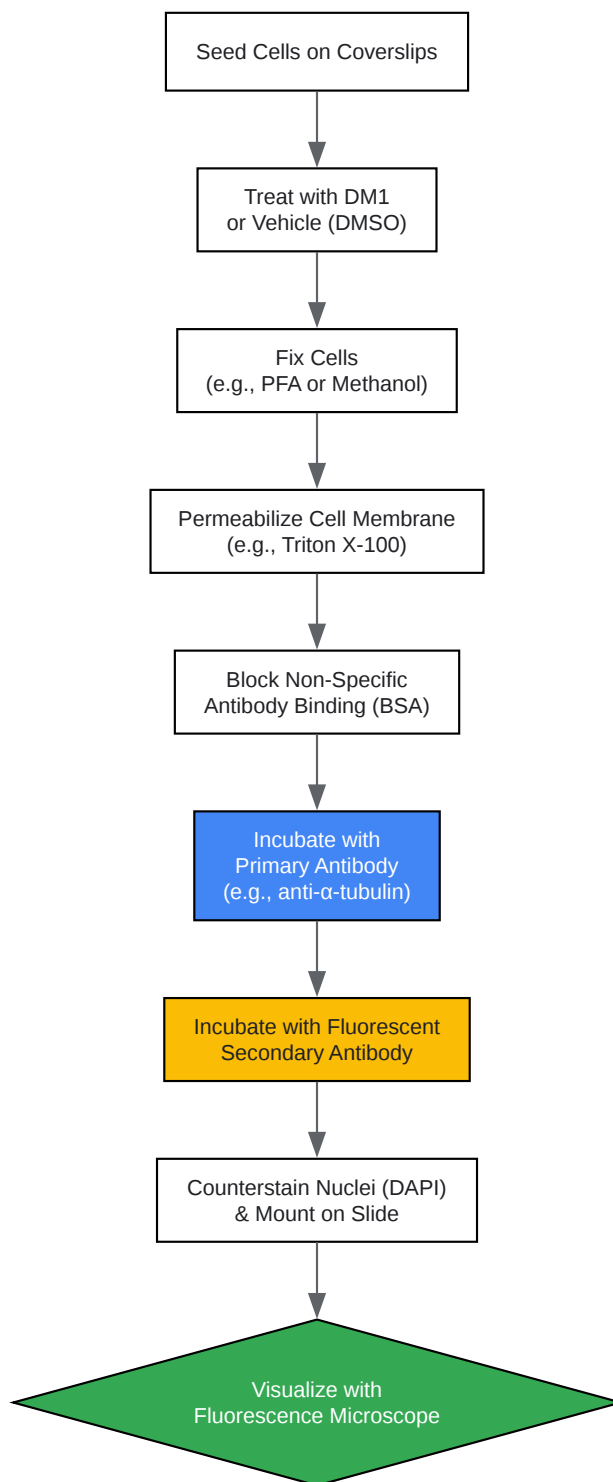 Seed Cells on Coverslips
Treat with DM1
or Vehicle (DMSO)
Fix Cells
(e.g., PFA or Methanol)
Permeabilize Cell Membrane
(e.g., Triton X-100)
Block Non-Specific
Antibody Binding (BSA)
Incubate with
Primary Antibody
(e.g., anti-α-tubulin)
Incubate with Fluorescent
Secondary Antibody
Counterstain Nuclei (DAPI)
& Mount on Slide
Visualize with
Fluorescence Microscope